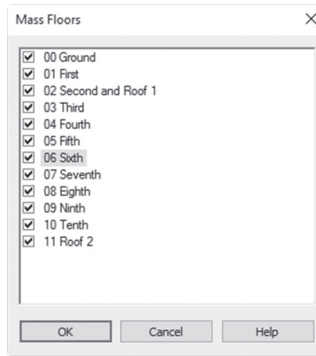 Mass Floors
00 Ground
01 First
02 Second and Roof 1
03 Third
04 Fourth
05 Fifth
06 Sixth
07 Seventh
08 Eighth
09 Ninth
10 Tenth
11 Roof 2
OK Cancel Help